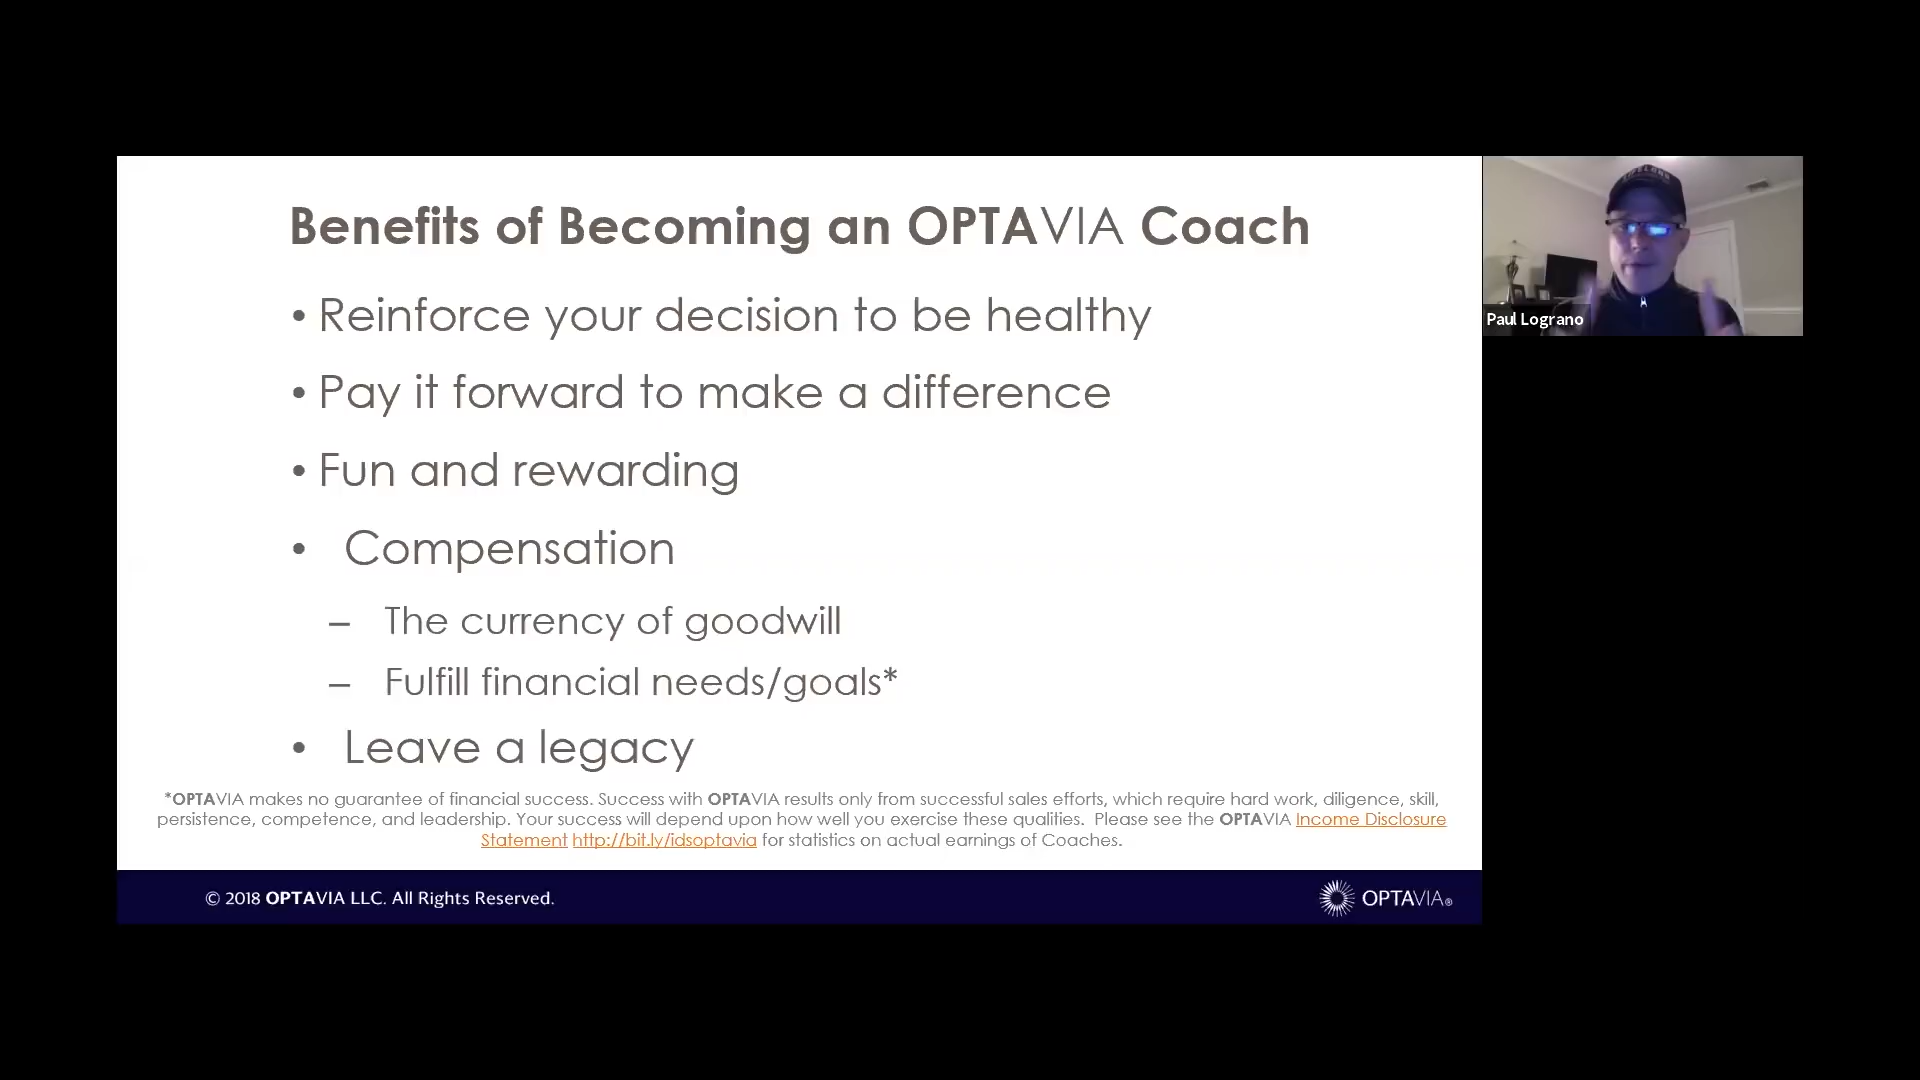 Benefits of Becoming an OPTAVIA Coach
• Reinforce your decision to be healthy
• Pay it forward to make a difference
• Fun and rewarding
• Compensation
– The currency of goodwill
– Fulfill financial needs/goals*
• Leave a legacy
*OPTAVIA makes no guarantee of financial success. Success with OPTAVIA results only from successful sales efforts, which require hard work, diligence, skill,
persistence, competence, and leadership. Your success will depend upon how well you exercise these qualities. Please see the OPTAVIA Income Disclosure
Statement http://bit.ly/idsoptavia for statistics on actual earnings of Coaches.
© 2018 OPTAVIA LLC. All Rights Reserved.
OPTAVIA®
Paul Lograno